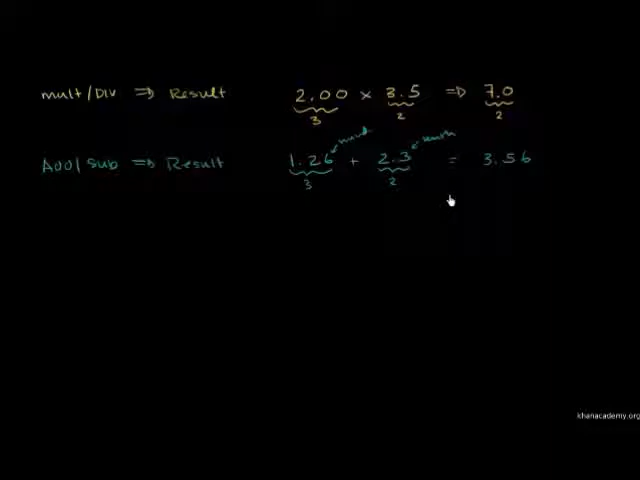 mult/Div ⇒ Result 2.00 × 3.5 ⇒ 7.0
3 2 2
tenth
Add/Sub ⇒ Result 1.26 + 2.3 = 3.56
3 2
khanacademy.org